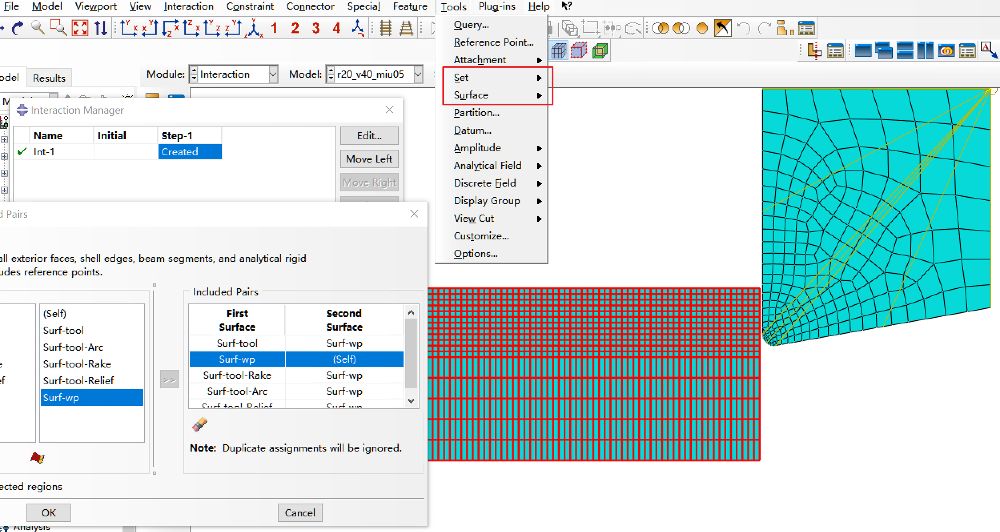 File Model Viewport View Interaction Constraint Connector Special Feature Tools Plug-ins Help
1 2 3 4
Query...
Reference Point...
Attachment
Set
Surface
Partition...
Datum...
Amplitude
Analytical Field
Discrete Field
Display Group
View Cut
Customize...
Options...
odel Results
Module: Interaction Model: r20_v40_miu05
Interaction Manager
Name Initial Step-1
Int-1 Created
Edit...
Move Left
Move Right
d Pairs
all exterior faces, shell edges, beam segments, and analytical rigid
udes reference points.
(Self)
Surf-tool
Surf-tool-Arc
Surf-tool-Rake
Surf-tool-Relief
Surf-wp
>>
Included Pairs
First Surface Second Surface
Surf-tool Surf-wp
Surf-wp (Self)
Surf-tool-Rake Surf-wp
Surf-tool-Arc Surf-wp
Surf-tool-Relief Surf-wp
Note: Duplicate assignments will be ignored.
ected regions
OK Cancel
Analysis